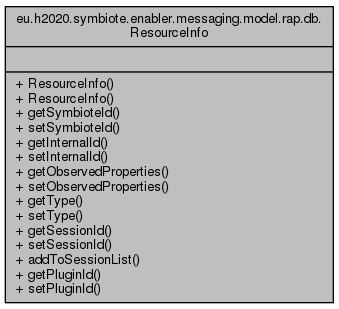 eu.h2020.symbiote.enabler.messaging.model.rap.db.
ResourceInfo
+ ResourceInfo()
+ ResourceInfo()
+ getSymbioteId()
+ setSymbioteId()
+ getInternalId()
+ setInternalId()
+ getObservedProperties()
+ setObservedProperties()
+ getType()
+ setType()
+ getSessionId()
+ setSessionId()
+ addToSessionList()
+ getPluginId()
+ setPluginId()